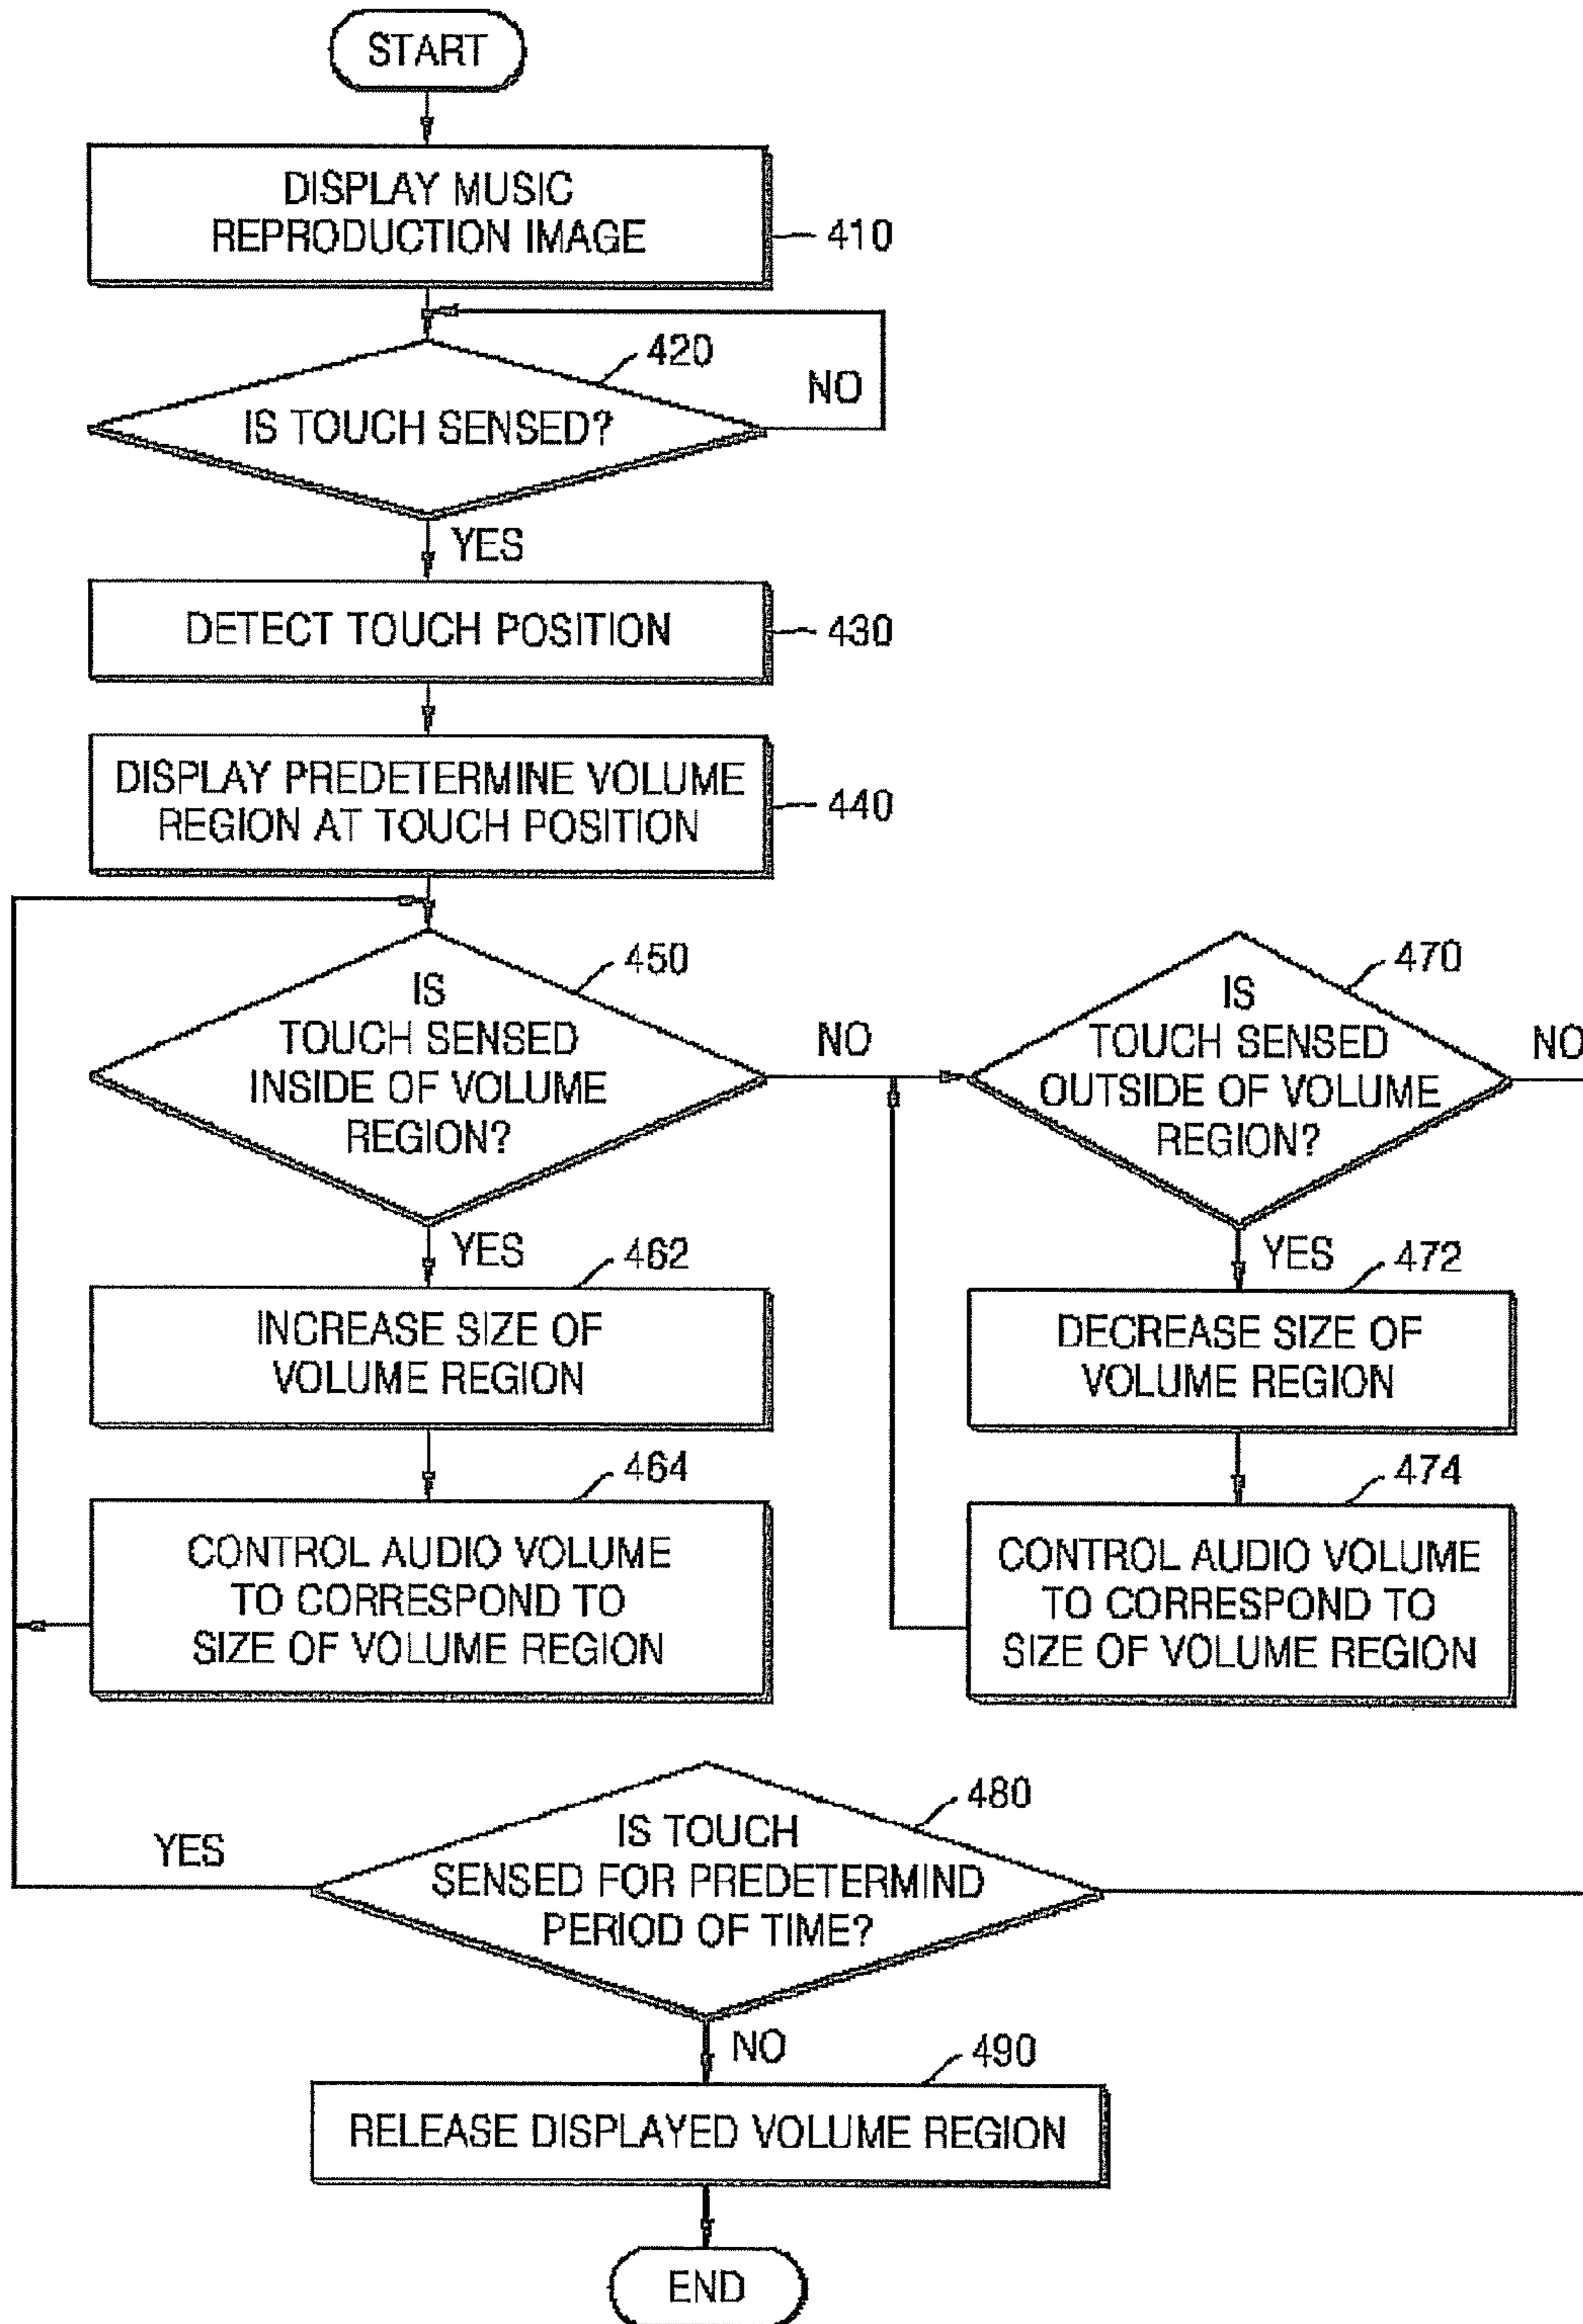 START
DISPLAY MUSIC
REPRODUCTION IMAGE
410
420
IS TOUCH SENSED?
NO
YES
DETECT TOUCH POSITION
430
DISPLAY PREDETERMINE VOLUME
REGION AT TOUCH POSITION
440
450
IS
TOUCH SENSED
INSIDE OF VOLUME
REGION?
NO
YES
470
IS
TOUCH SENSED
OUTSIDE OF VOLUME
REGION?
NO
YES
462
INCREASE SIZE OF
VOLUME REGION
472
DECREASE SIZE OF
VOLUME REGION
464
CONTROL AUDIO VOLUME
TO CORRESPOND TO
SIZE OF VOLUME REGION
474
CONTROL AUDIO VOLUME
TO CORRESPOND TO
SIZE OF VOLUME REGION
480
IS TOUCH
SENSED FOR PREDETERMIND
PERIOD OF TIME?
YES
NO
490
RELEASE DISPLAYED VOLUME REGION
END